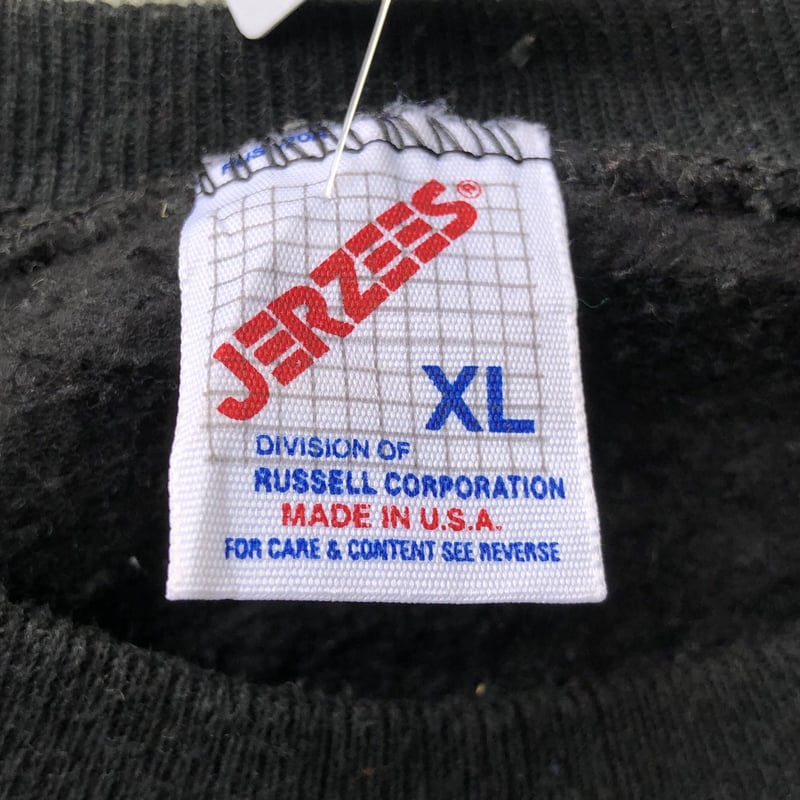 JERZEES®
XL
DIVISION OF
RUSSELL CORPORATION
MADE IN U.S.A.
FOR CARE & CONTENT SEE REVERSE